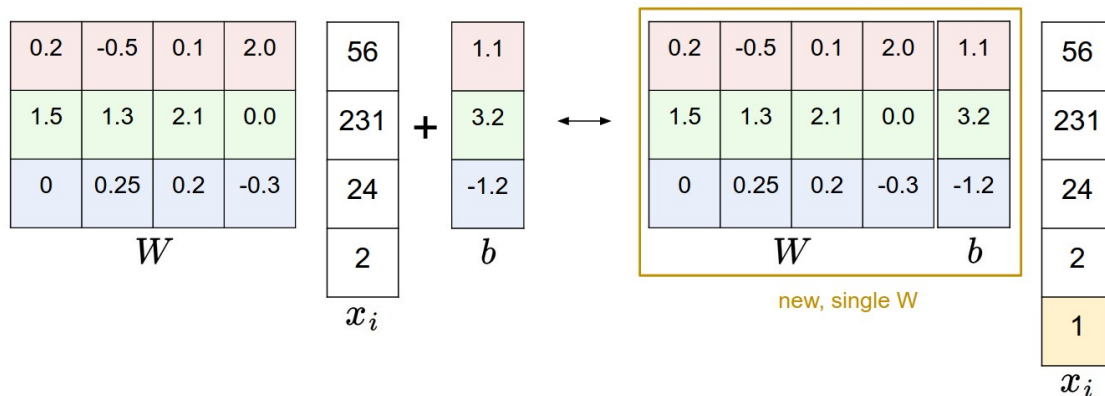 0.2 -0.5 0.1 2.0 56 1.1 0.2 -0.5 0.1 2.0 1.1 56
1.5 1.3 2.1 0.0 231 + 3.2 ↔ 1.5 1.3 2.1 0.0 3.2 231
0 0.25 0.2 -0.3 24 -1.2 0 0.25 0.2 -0.3 -1.2 24
W 2 b W b 2
new, single W
x_i 1
x_i